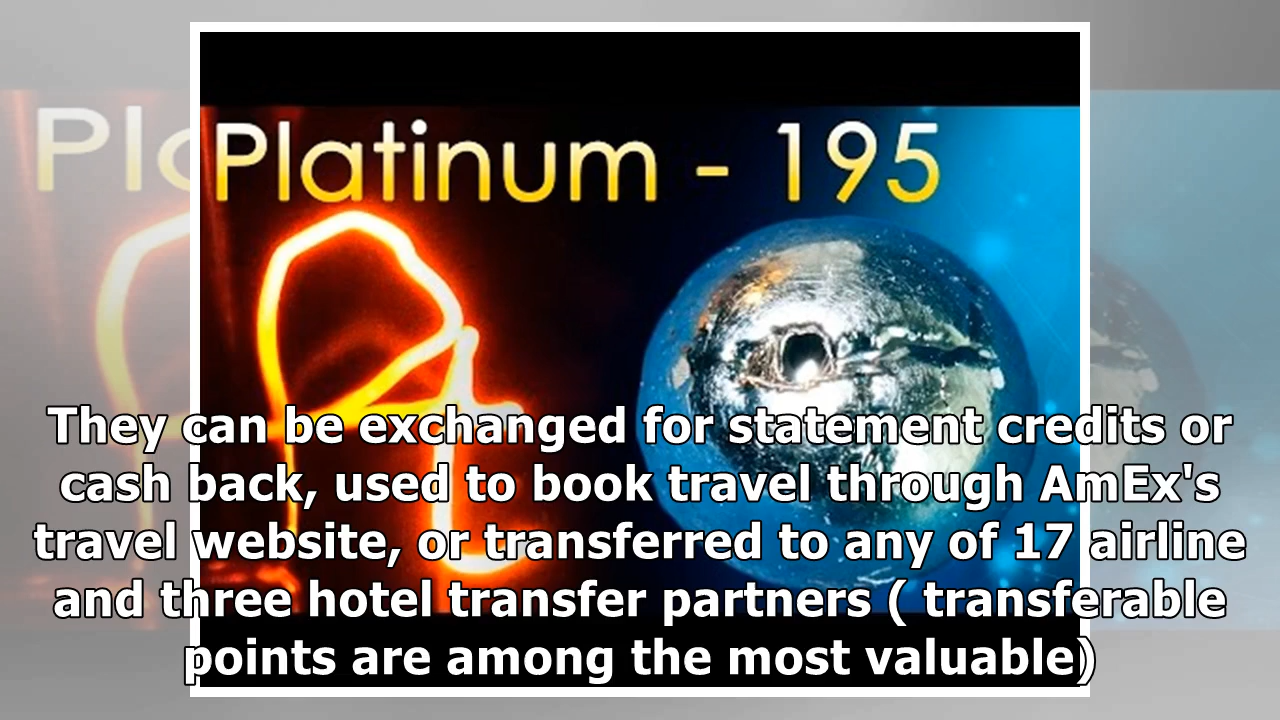 Pla
Platinum - 195
They can be exchanged for statement credits or
cash back, used to book travel through AmEx's
travel website, or transferred to any of 17 airline
and three hotel transfer partners ( transferable
points are among the most valuable)